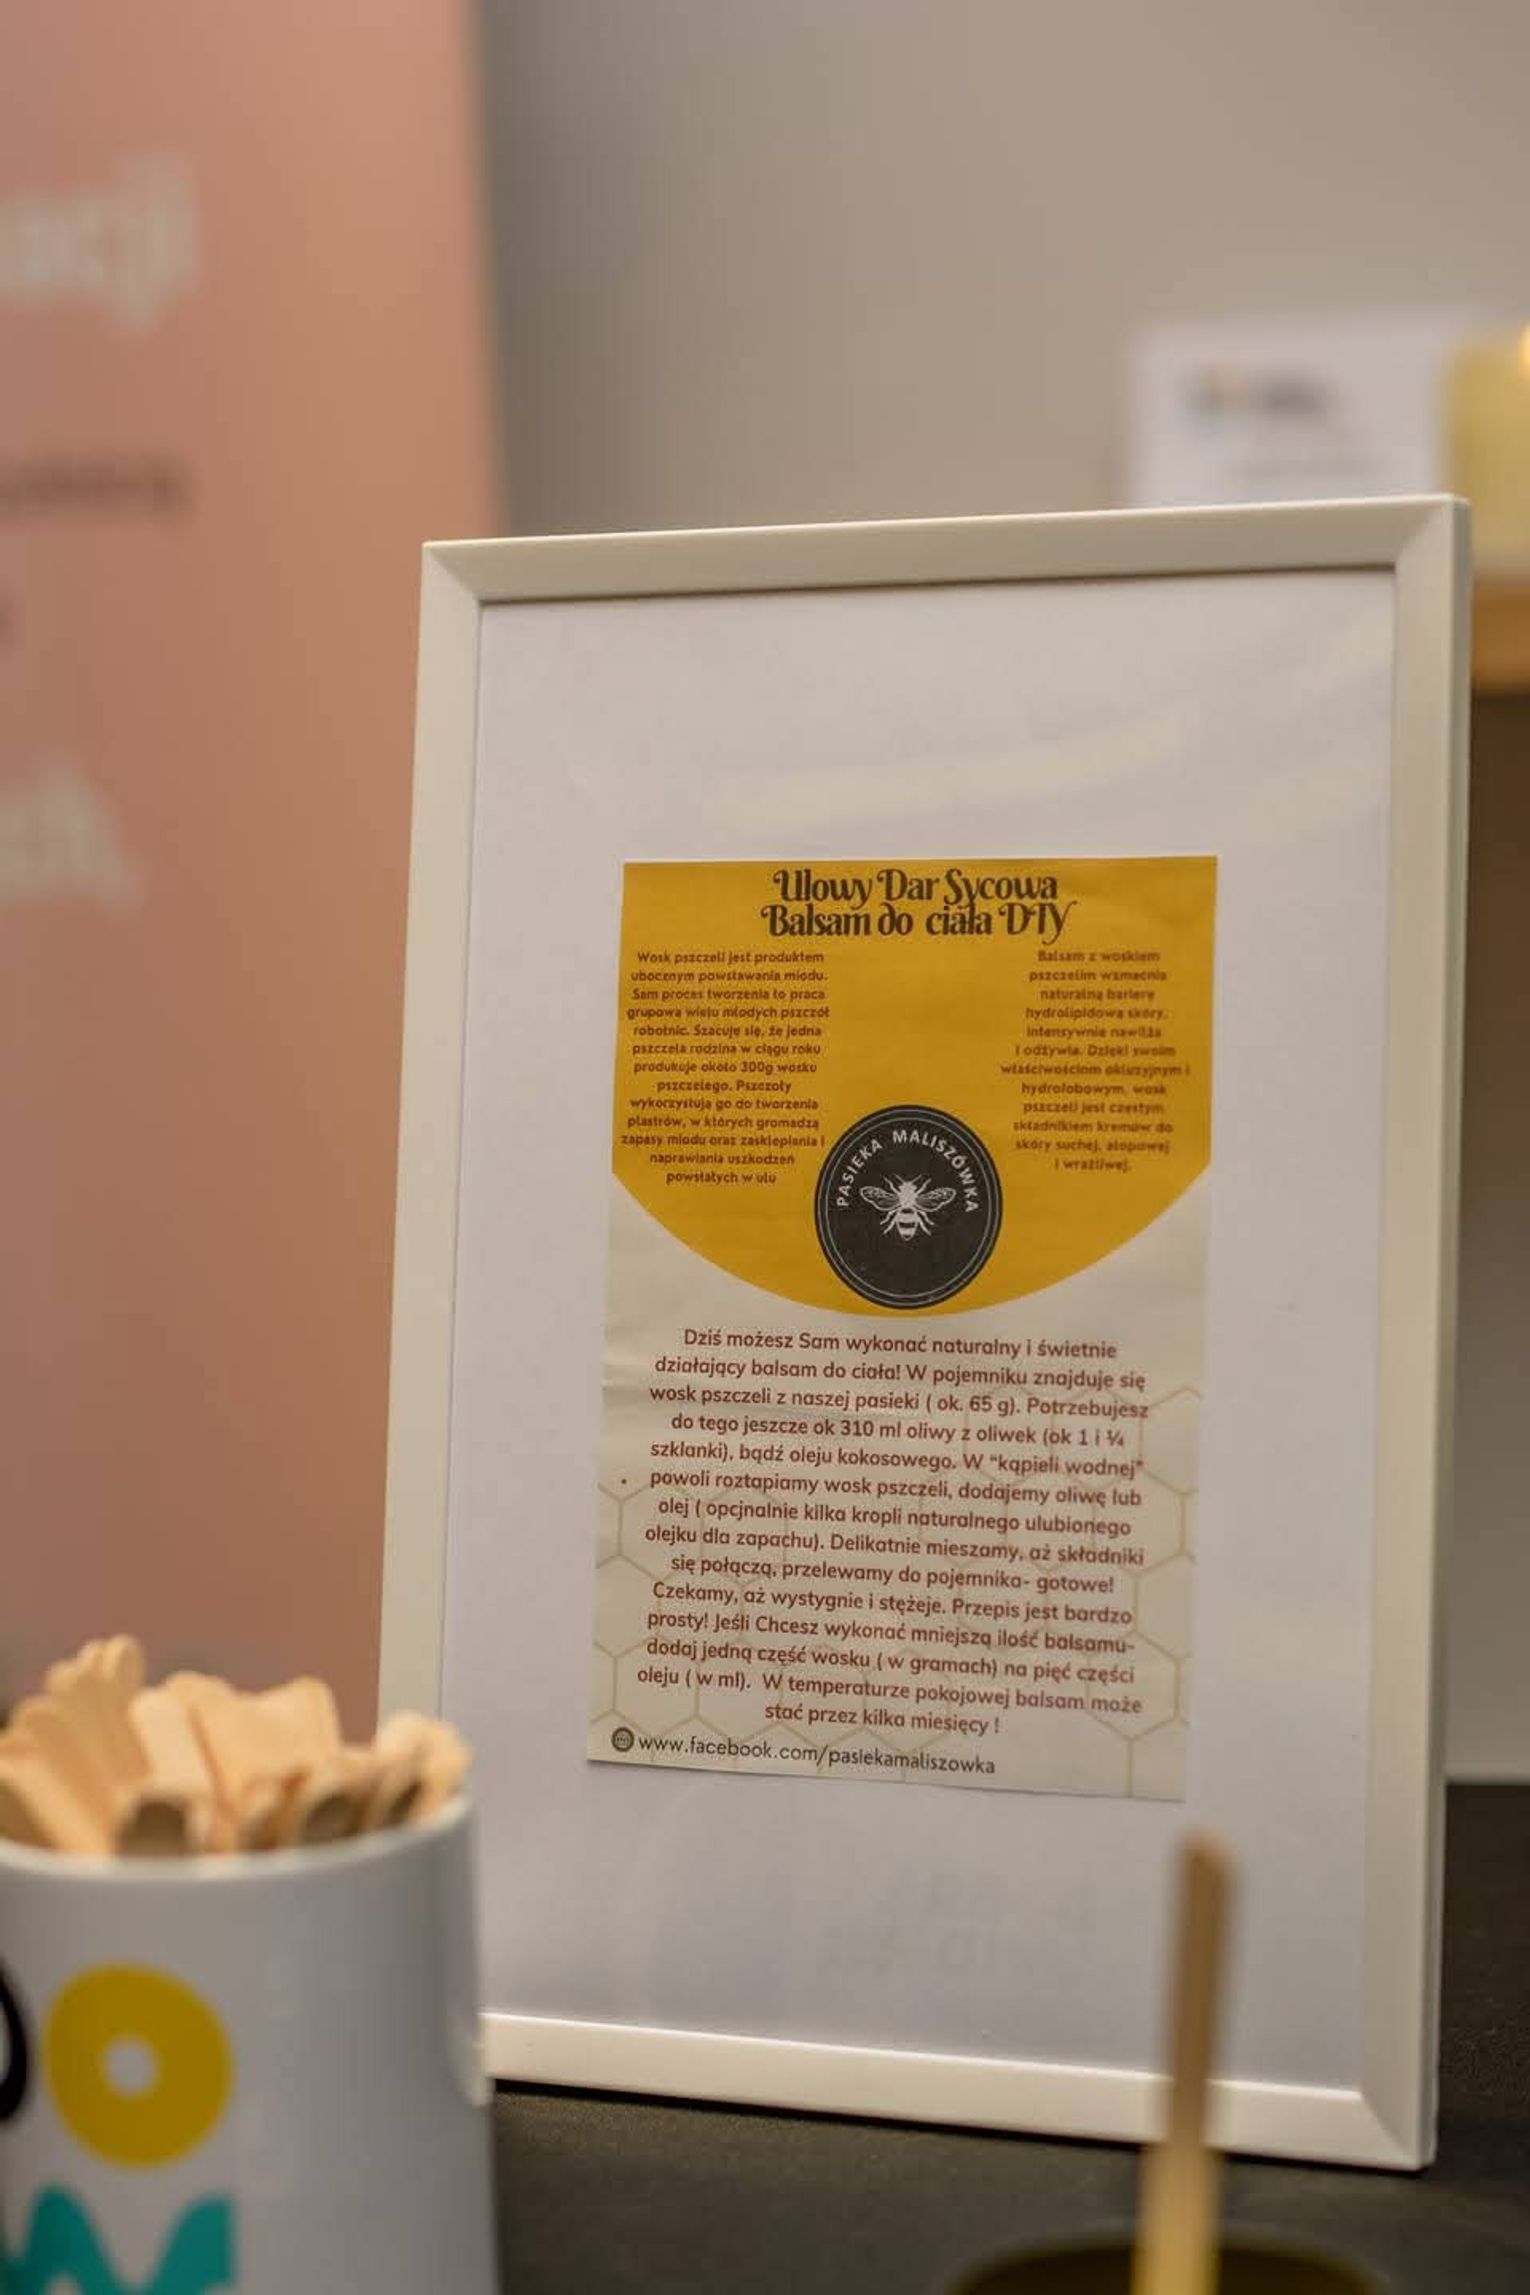 acji
Ulowy Dar Sycowa
Balsam do ciała DIY
Wosk pszczeli jest produktem
ubocznym powstawania miodu.
Sam proces tworzenia to praca
grupowa wielu młodych pszczół
robotnic. Szacuje się, że jedna
pszczela rodzina w ciągu roku
produkuje około 300g wosku
pszczelego. Pszczoły
wykorzystują go do tworzenia
plastrów, w których gromadzą
zapasy miodu oraz zasklepiania i
naprawiania uszkodzeń
powstałych w ulu
Balsam z woskiem
pszczelim wzmacnia
naturalną barierę
hydrolipidową skóry,
intensywnie nawilża
i odżywia. Dzięki swoim
właściwościom okluzyjnym i
hydrofobowym, wosk
pszczeli jest częstym
składnikiem kremów do
skóry suchej, atopowej
i wrażliwej.
PASIEKA MALISZÓWKA
Dziś możesz Sam wykonać naturalny i świetnie
działający balsam do ciała! W pojemniku znajduje się
wosk pszczeli z naszej pasieki ( ok. 65 g). Potrzebujesz
do tego jeszcze ok 310 ml oliwy z oliwek (ok 1 i ¼
szklanki), bądź oleju kokosowego. W "kąpieli wodnej"
. powoli roztapiamy wosk pszczeli, dodajemy oliwę lub
olej ( opcjnalnie kilka kropli naturalnego ulubionego
olejku dla zapachu). Delikatnie mieszamy, aż składniki
się połączą, przelewamy do pojemnika- gotowe!
Czekamy, aż wystygnie i stężeje. Przepis jest bardzo
prosty! Jeśli Chcesz wykonać mniejszą ilość balsamu-
dodaj jedną część wosku ( w gramach) na pięć części
oleju ( w ml). W temperaturze pokojowej balsam może
stać przez kilka miesięcy !
www.facebook.com/pasiekamaliszowka